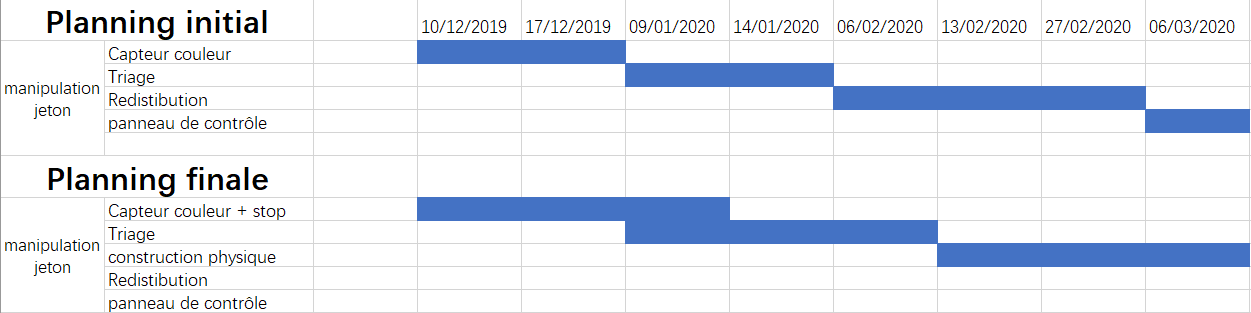 Planning initial
10/12/2019 17/12/2019 09/01/2020 14/01/2020 06/02/2020 13/02/2020 27/02/2020 06/03/2020
manipulation
jeton
Capteur couleur
Triage
Redistibution
panneau de contrôle
Planning finale
manipulation
jeton
Capteur couleur + stop
Triage
construction physique
Redistibution
panneau de contrôle